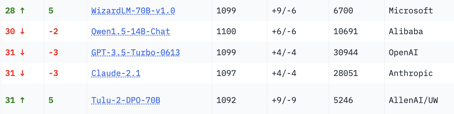 28 ↑ 5 WizardLM-70B-v1.0 1099 +9/-6 6700 Microsoft
30 ↓ -2 Qwen1.5-14B-Chat 1100 +6/-6 10691 Alibaba
31 ↓ -3 GPT-3.5-Turbo-0613 1099 +4/-4 30944 OpenAI
31 ↓ -3 Claude-2.1 1097 +4/-4 28051 Anthropic
31 ↑ 5 Tulu-2-DPO-70B 1092 +9/-9 5246 AllenAI/UW